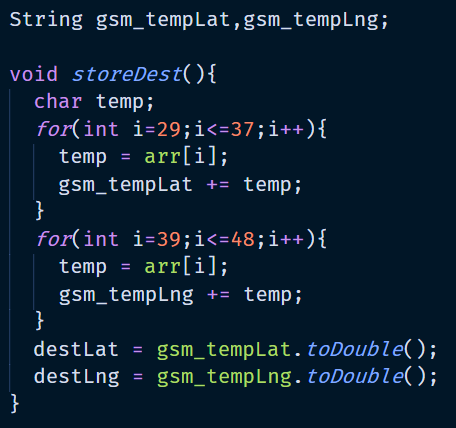 String gsm_tempLat,gsm_tempLng;
void storeDest(){
char temp;
for(int i=29;i<=37;i++){
temp = arr[i];
gsm_tempLat += temp;
}
for(int i=39;i<=48;i++){
temp = arr[i];
gsm_tempLng += temp;
}
destLat = gsm_tempLat.toDouble();
destLng = gsm_tempLng.toDouble();
}